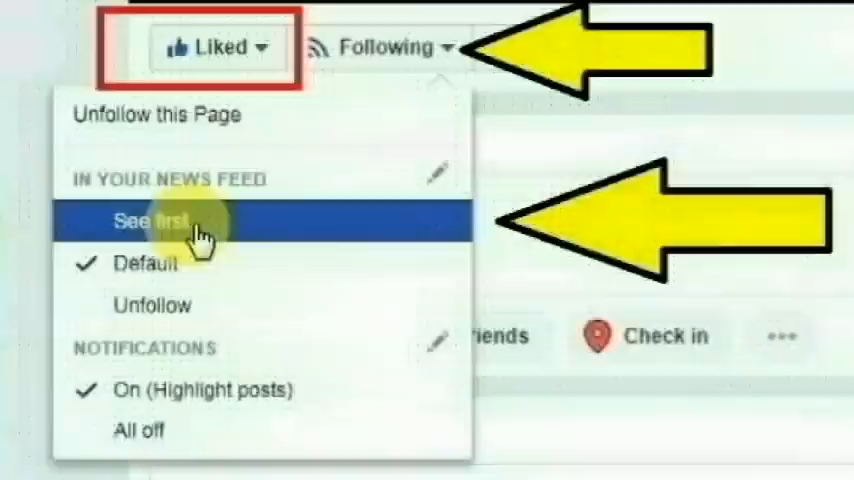 Liked Following
Unfollow this Page
IN YOUR NEWS FEED
See first
Default
Unfollow
NOTIFICATIONS
riends Check in
On (Highlight posts)
All off